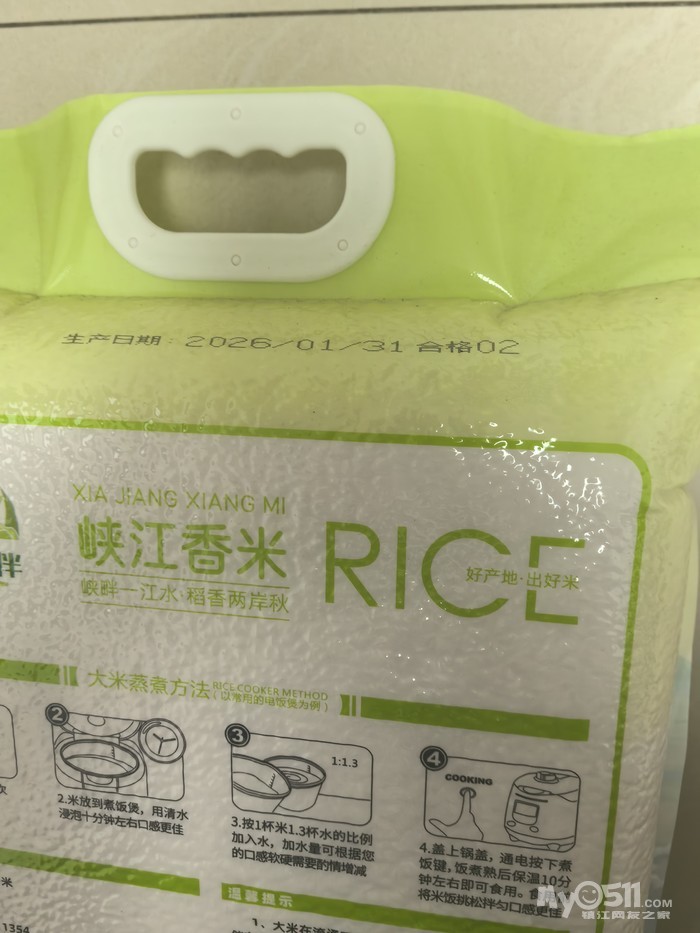 生产日期：2026/01/31 合格02
XIA JIANG XIANG MI
峡江香米
峡畔一江水·稻香两岸秋
RICE
好产地·出好米
畔
大米蒸煮方法
RICE COOKER METHOD
（以常用的电饭煲为例）
2
2.米放到煮饭煲，用清水
浸泡十分钟左右口感更佳
3
1:1.3
3.按1杯米1.3杯水的比例
加入水，加水量可根据您
的口感软硬需要酌情增减
4
COOKING
4.盖上锅盖，通电按下煮
饭键，饭煮熟后保温10分
钟左右即可食用。食
将米饭挑松拌匀口感更佳
次
米
1354
温馨提示
1、大米在
my0511.com
镇江网友之家